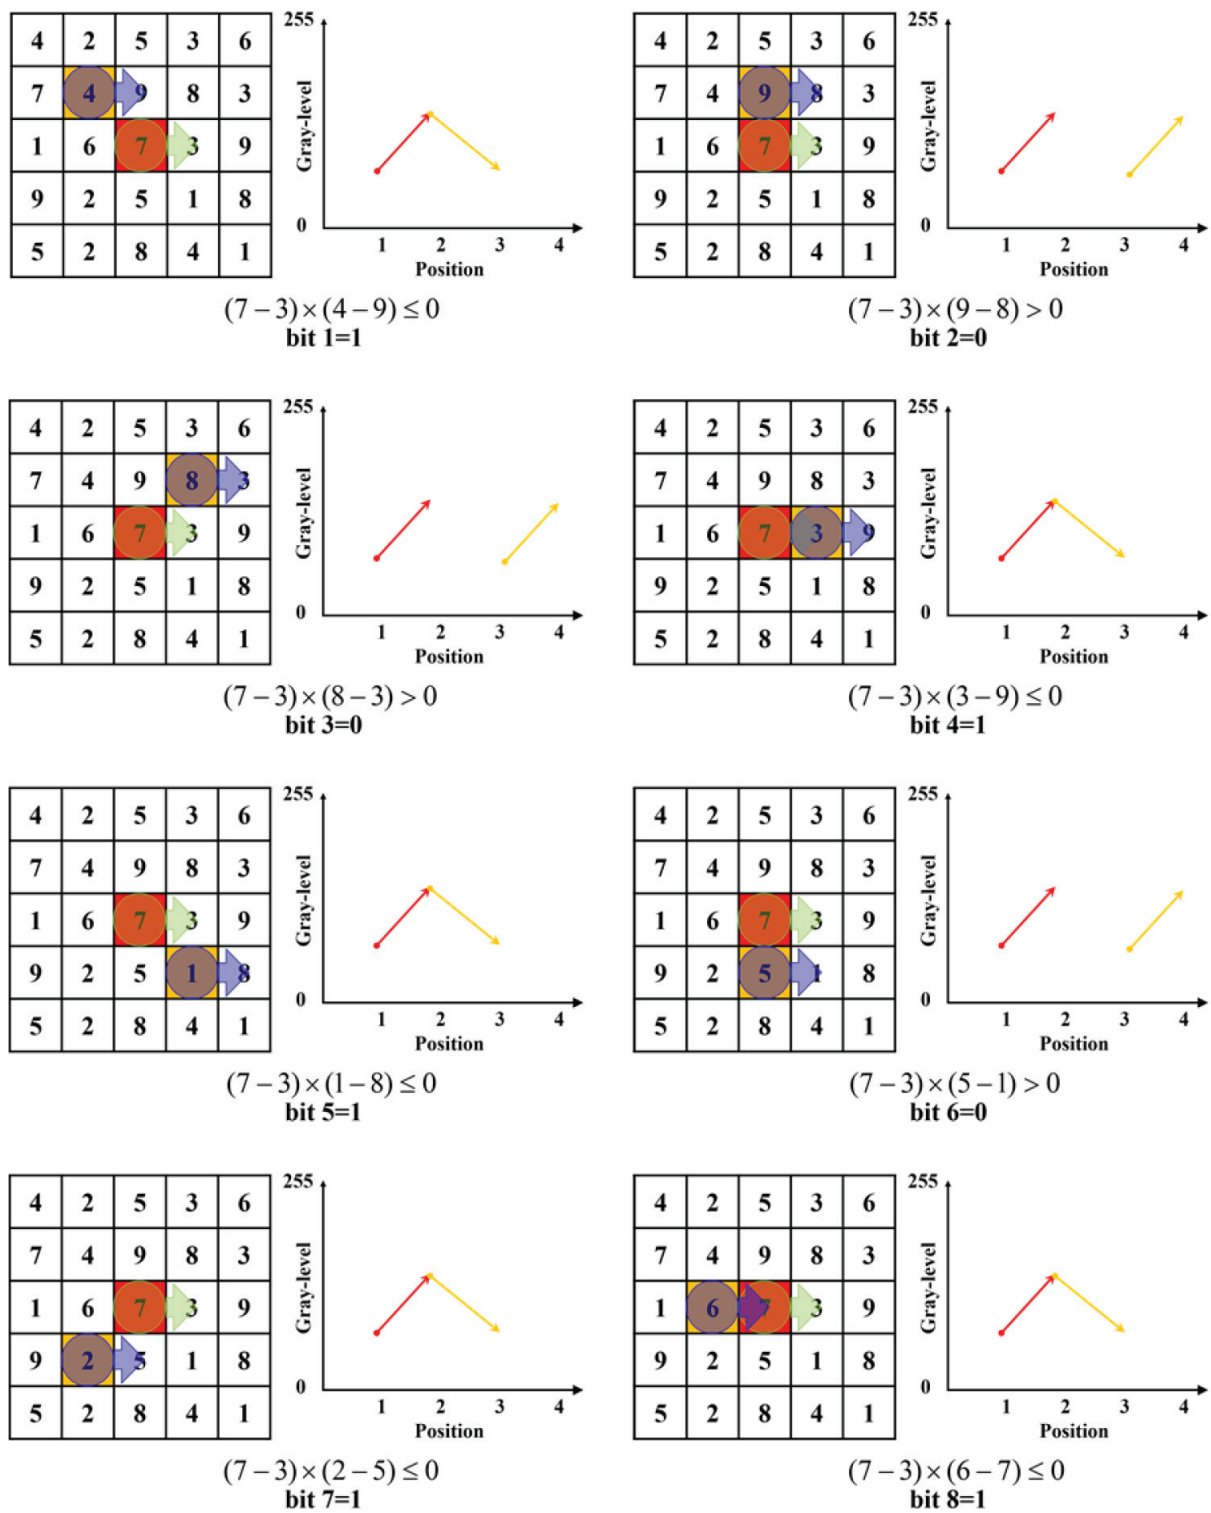 4 2 5 3 6
7 4 9 8 3
1 6 7 3 9
9 2 5 1 8
5 2 8 4 1
255
Gray-level
0
1 2 3 4
Position
(7 − 3) × (4 − 9) ≤ 0
bit 1=1
4 2 5 3 6
7 4 9 8 3
1 6 7 3 9
9 2 5 1 8
5 2 8 4 1
255
Gray-level
0
1 2 3 4
Position
(7 − 3) × (9 − 8) > 0
bit 2=0
4 2 5 3 6
7 4 9 8 3
1 6 7 3 9
9 2 5 1 8
5 2 8 4 1
255
Gray-level
0
1 2 3 4
Position
(7 − 3) × (8 − 3) > 0
bit 3=0
4 2 5 3 6
7 4 9 8 3
1 6 7 3 9
9 2 5 1 8
5 2 8 4 1
255
Gray-level
0
1 2 3 4
Position
(7 − 3) × (3 − 9) ≤ 0
bit 4=1
4 2 5 3 6
7 4 9 8 3
1 6 7 3 9
9 2 5 1 8
5 2 8 4 1
255
Gray-level
0
1 2 3 4
Position
(7 − 3) × (1 − 8) ≤ 0
bit 5=1
4 2 5 3 6
7 4 9 8 3
1 6 7 3 9
9 2 5 1 8
5 2 8 4 1
255
Gray-level
0
1 2 3 4
Position
(7 − 3) × (5 − 1) > 0
bit 6=0
4 2 5 3 6
7 4 9 8 3
1 6 7 3 9
9 2 5 1 8
5 2 8 4 1
255
Gray-level
0
1 2 3 4
Position
(7 − 3) × (2 − 5) ≤ 0
bit 7=1
4 2 5 3 6
7 4 9 8 3
1 6 7 3 9
9 2 5 1 8
5 2 8 4 1
255
Gray-level
0
1 2 3 4
Position
(7 − 3) × (6 − 7) ≤ 0
bit 8=1